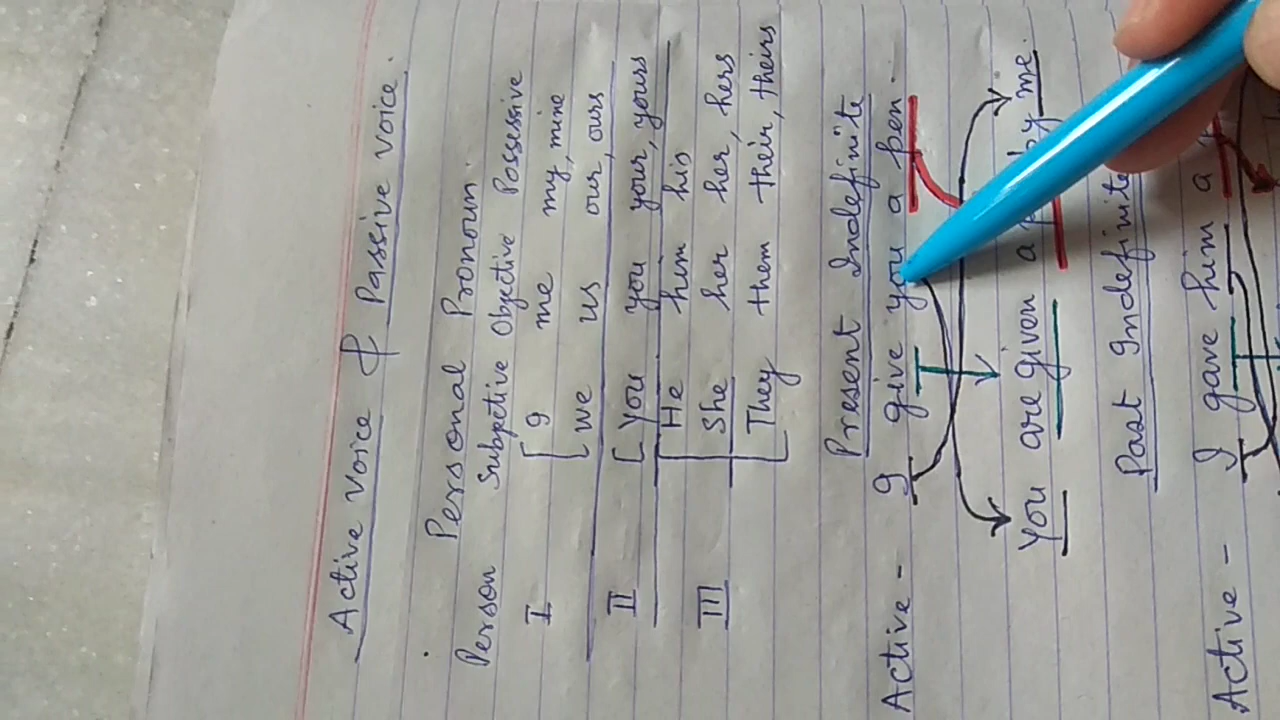 Active voice & Passive voice.
Personal Pronoun
Person Subjective Objective Possessive
I [ I me my, mine
[ We us our, ours
II [ You you your, yours
III [ He him his
She her her, hers
[ They them their, theirs
Present Indefinite
Active - I give you a pen.
You are given a by me.
Past Indefinite
Active - I gave him a